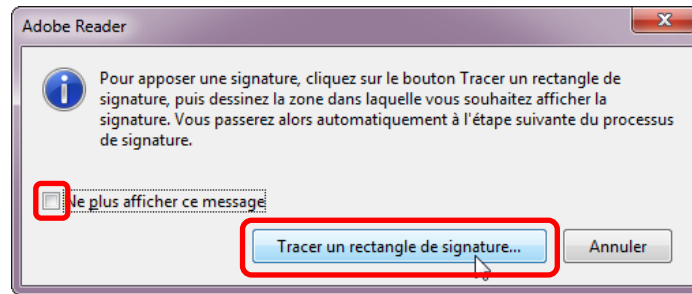 Adobe Reader
Pour apposer une signature, cliquez sur le bouton Tracer un rectangle de
signature, puis dessinez la zone dans laquelle vous souhaitez afficher la
signature. Vous passerez alors automatiquement à l'étape suivante du processus
de signature.
Ne plus afficher ce message
Tracer un rectangle de signature... Annuler